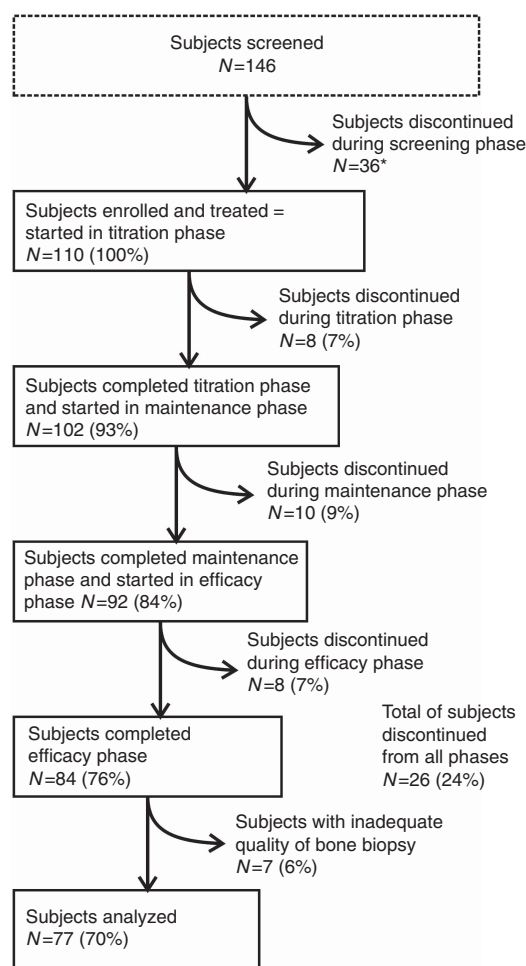 Subjects screened
N=146
Subjects discontinued
during screening phase
N=36*
Subjects enrolled and treated =
started in titration phase
N=110 (100%)
Subjects discontinued
during titration phase
N=8 (7%)
Subjects completed titration phase
and started in maintenance phase
N=102 (93%)
Subjects discontinued
during maintenance phase
N=10 (9%)
Subjects completed maintenance
phase and started in efficacy
phase N=92 (84%)
Subjects discontinued
during efficacy phase
N=8 (7%)
Total of subjects
discontinued
from all phases
N=26 (24%)
Subjects completed
efficacy phase
N=84 (76%)
Subjects with inadequate
quality of bone biopsy
N=7 (6%)
Subjects analyzed
N=77 (70%)